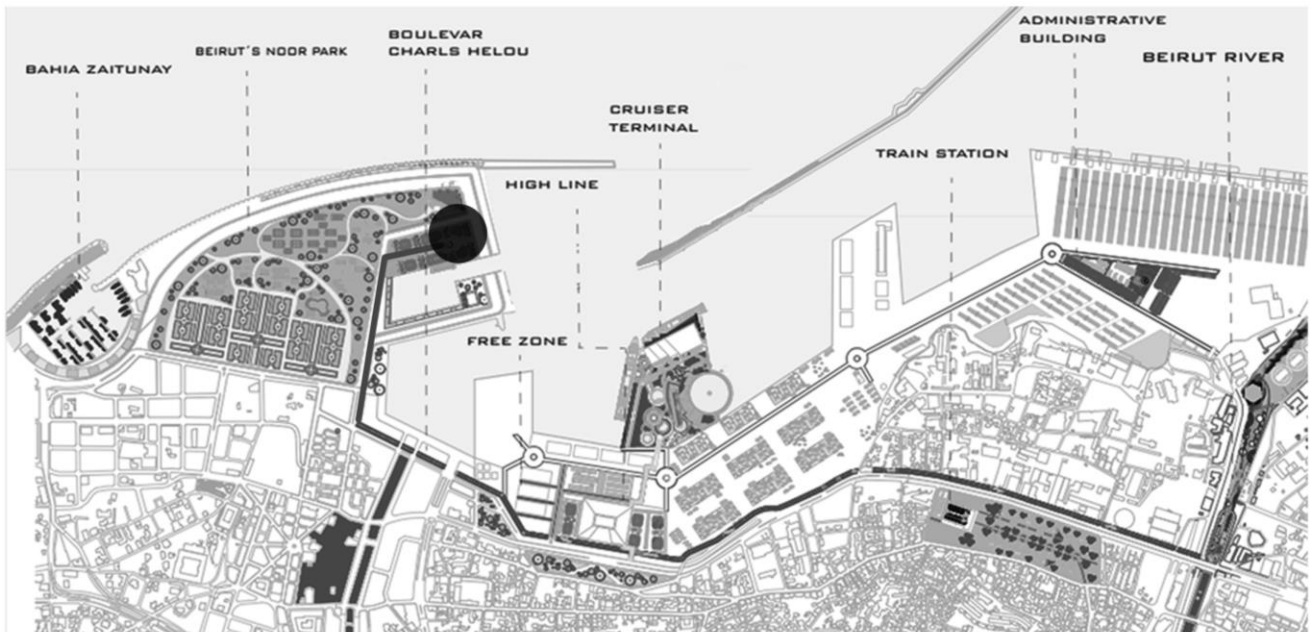 BAHIA ZAITUNAY
BEIRUT´S NOOR PARK
BOULEVAR
CHARLS HELOU
HIGH LINE
CRUISER
TERMINAL
FREE ZONE
TRAIN STATION
ADMINISTRATIVE
BUILDING
BEIRUT RIVER